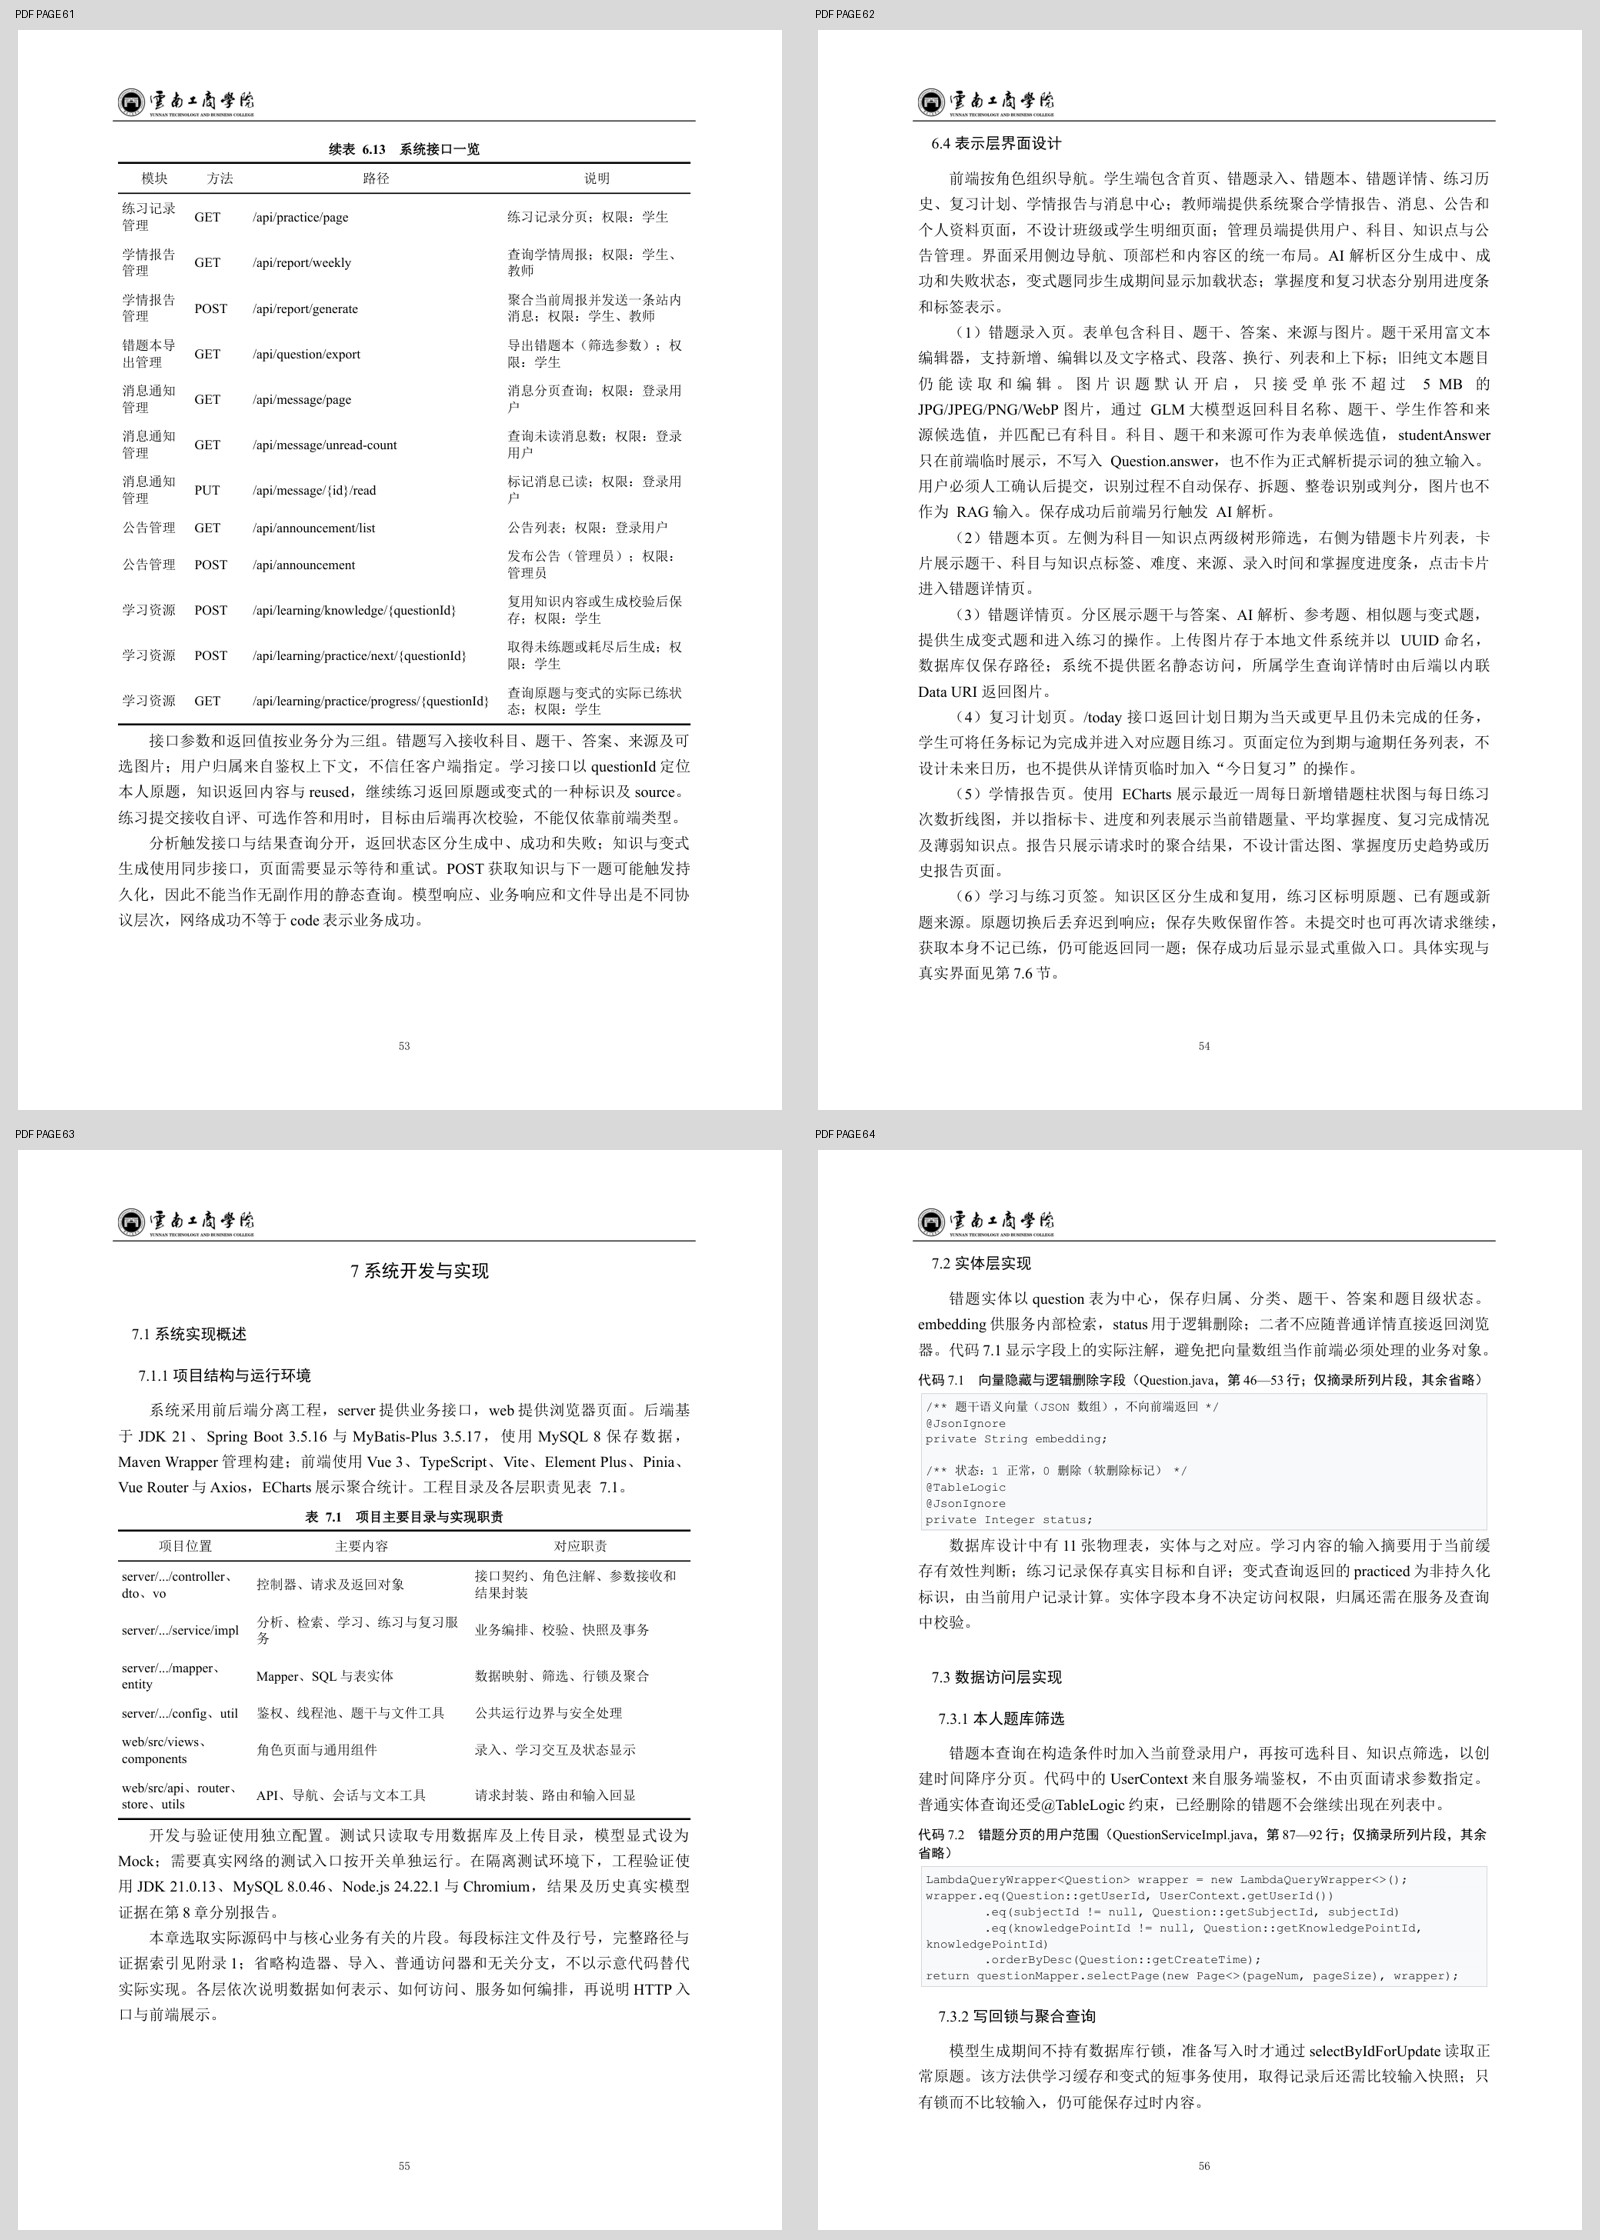 PDF PAGE 61
雲南工商學院
YUNNAN TECHNOLOGY AND BUSINESS COLLEGE
续表 6.13 系统接口一览
模块 方法 路径 说明
练习记录管理 GET /api/practice/page 练习记录分页；权限：学生
学情报告管理 GET /api/report/weekly 查询学情周报；权限：学生、教师
学情报告管理 POST /api/report/generate 聚合当前周报并发送一条站内消息；权限：学生、教师
错题本导出管理 GET /api/question/export 导出错题本（筛选参数）；权限：学生
消息通知管理 GET /api/message/page 消息分页查询；权限：登录用户
消息通知管理 GET /api/message/unread-count 查询未读消息数；权限：登录用户
消息通知管理 PUT /api/message/{id}/read 标记消息已读；权限：登录用户
公告管理 GET /api/announcement/list 公告列表；权限：登录用户
公告管理 POST /api/announcement 发布公告（管理员）；权限：管理员
学习资源 POST /api/learning/knowledge/{questionId} 复用知识内容或生成校验后保存；权限：学生
学习资源 POST /api/learning/practice/next/{questionId} 取得未练题或耗尽后生成；权限：学生
学习资源 GET /api/learning/practice/progress/{questionId} 查询原题与变式的实际已练状态；权限：学生
接口参数和返回值按业务分为三组。错题写入接收科目、题干、答案、来源及可
选图片；用户归属来自鉴权上下文，不信任客户端指定。学习接口以 questionId 定位
本人原题，知识返回内容与 reused，继续练习返回原题或变式的一种标识及 source。
练习提交接收自评、可选作答和用时，目标由后端再次校验，不能仅依靠前端类型。
分析触发接口与结果查询分开，返回状态区分生成中、成功和失败；知识与变式
生成使用同步接口，页面需要显示等待和重试。POST 获取知识与下一题可能触发持
久化，因此不能当作无副作用的静态查询。模型响应、业务响应和文件导出是不同协
议层次，网络成功不等于 code 表示业务成功。
53
PDF PAGE 62
雲南工商學院
YUNNAN TECHNOLOGY AND BUSINESS COLLEGE
6.4 表示层界面设计
前端按角色组织导航。学生端包含首页、错题录入、错题本、错题详情、练习历
史、复习计划、学情报告与消息中心；教师端提供系统聚合学情报告、消息、公告和
个人资料页面，不设计班级或学生明细页面；管理员端提供用户、科目、知识点与公
告管理。界面采用侧边导航、顶部栏和内容区的统一布局。AI 解析区分生成中、成
功和失败状态，变式题同步生成期间显示加载状态；掌握度和复习状态分别用进度条
和标签表示。
（1）错题录入页。表单包含科目、题干、答案、来源与图片。题干采用富文本
编辑器，支持新增、编辑以及文字格式、段落、换行、列表和上下标；旧纯文本题目
仍能读取和编辑。图片识题默认开启，只接受单张不超过 5 MB 的
JPG/JPEG/PNG/WebP 图片，通过 GLM 大模型返回科目名称、题干、学生作答和来
源候选值，并匹配已有科目。科目、题干和来源可作为表单候选值，studentAnswer
只在前端临时展示，不写入 Question.answer，也不作为正式解析提示词的独立输入。
用户必须人工确认后提交，识别过程不自动保存、拆题、整卷识别或判分，图片也不
作为 RAG 输入。保存成功后前端另行触发 AI 解析。
（2）错题本页。左侧为科目—知识点两级树形筛选，右侧为错题卡片列表，卡
片展示题干、科目与知识点标签、难度、来源、录入时间和掌握度进度条，点击卡片
进入错题详情页。
（3）错题详情页。分区展示题干与答案、AI 解析、参考题、相似题与变式题，
提供生成变式题和进入练习的操作。上传图片存于本地文件系统并以 UUID 命名，
数据库仅保存路径；系统不提供匿名静态访问，所属学生查询详情时由后端以内联
Data URI 返回图片。
（4）复习计划页。/today 接口返回计划日期为当天或更早且仍未完成的任务，
学生可将任务标记为完成并进入对应题目练习。页面定位为到期与逾期任务列表，不
设计未来日历，也不提供从详情页临时加入“今日复习”的操作。
（5）学情报告页。使用 ECharts 展示最近一周每日新增错题柱状图与每日练习
次数折线图，并以指标卡、进度和列表展示当前错题量、平均掌握度、复习完成情况
及薄弱知识点。报告只展示请求时的聚合结果，不设计雷达图、掌握度历史趋势或历
史报告页面。
（6）学习与练习页签。知识区区分生成和复用，练习区标明原题、已有题或新
题来源。原题切换后丢弃迟到响应；保存失败保留作答。未提交时也可再次请求继续，
获取本身不记已练，仍可能返回同一题；保存成功后显示显式重做入口。具体实现与
真实界面见第 7.6 节。
54
PDF PAGE 63
雲南工商學院
YUNNAN TECHNOLOGY AND BUSINESS COLLEGE
7 系统开发与实现
7.1 系统实现概述
7.1.1 项目结构与运行环境
系统采用前后端分离工程，server 提供业务接口，web 提供浏览器页面。后端基
于 JDK 21、Spring Boot 3.5.16 与 MyBatis-Plus 3.5.17，使用 MySQL 8 保存数据，
Maven Wrapper 管理构建；前端使用 Vue 3、TypeScript、Vite、Element Plus、Pinia、
Vue Router 与 Axios，ECharts 展示聚合统计。工程目录及各层职责见表 7.1。
表 7.1 项目主要目录与实现职责
项目位置 主要内容 对应职责
server/.../controller、dto、vo 控制器、请求及返回对象 接口契约、角色注解、参数接收和结果封装
server/.../service/impl 分析、检索、学习、练习与复习服务 业务编排、校验、快照及事务
server/.../mapper、entity Mapper、SQL 与表实体 数据映射、筛选、行锁及聚合
server/.../config、util 鉴权、线程池、题干与文件工具 公共运行边界与安全处理
web/src/views、components 角色页面与通用组件 录入、学习交互及状态显示
web/src/api、router、store、utils API、导航、会话与文本工具 请求封装、路由和输入回显
开发与验证使用独立配置。测试只读取专用数据库及上传目录，模型显式设为
Mock；需要真实网络的测试入口按开关单独运行。在隔离测试环境下，工程验证使
用 JDK 21.0.13、MySQL 8.0.46、Node.js 24.22.1 与 Chromium，结果及历史真实模型
证据在第 8 章分别报告。
本章选取实际源码中与核心业务有关的片段。每段标注文件及行号，完整路径与
证据索引见附录 1；省略构造器、导入、普通访问器和无关分支，不以示意代码替代
实际实现。各层依次说明数据如何表示、如何访问、服务如何编排，再说明 HTTP 入
口与前端展示。
55
PDF PAGE 64
雲南工商學院
YUNNAN TECHNOLOGY AND BUSINESS COLLEGE
7.2 实体层实现
错题实体以 question 表为中心，保存归属、分类、题干、答案和题目级状态。
embedding 供服务内部检索，status 用于逻辑删除；二者不应随普通详情直接返回浏览
器。代码 7.1 显示字段上的实际注解，避免把向量数组当作前端必须处理的业务对象。
代码 7.1 向量隐藏与逻辑删除字段（Question.java，第 46—53 行；仅摘录所列片段，其余省略）
/** 题干语义向量（JSON 数组），不向前端返回 */
@JsonIgnore
private String embedding;
/** 状态：1 正常，0 删除（软删除标记） */
@TableLogic
@JsonIgnore
private Integer status;
数据库设计中有 11 张物理表，实体与之对应。学习内容的输入摘要用于当前缓
存有效性判断；练习记录保存真实目标和自评；变式查询返回的 practiced 为非持久化
标识，由当前用户记录计算。实体字段本身不决定访问权限，归属还需在服务及查询
中校验。
7.3 数据访问层实现
7.3.1 本人题库筛选
错题本查询在构造条件时加入当前登录用户，再按可选科目、知识点筛选，以创
建时间降序分页。代码中的 UserContext 来自服务端鉴权，不由页面请求参数指定。
普通实体查询还受@TableLogic 约束，已经删除的错题不会继续出现在列表中。
代码 7.2 错题分页的用户范围（QuestionServiceImpl.java，第 87—92 行；仅摘录所列片段，其余
省略）
LambdaQueryWrapper<Question> wrapper = new LambdaQueryWrapper<>();
wrapper.eq(Question::getUserId, UserContext.getUserId())
.eq(subjectId != null, Question::getSubjectId, subjectId)
.eq(knowledgePointId != null, Question::getKnowledgePointId,
knowledgePointId)
.orderByDesc(Question::getCreateTime);
return questionMapper.selectPage(new Page<>(pageNum, pageSize), wrapper);
7.3.2 写回锁与聚合查询
模型生成期间不持有数据库行锁，准备写入时才通过 selectByIdForUpdate 读取正
常原题。该方法供学习缓存和变式的短事务使用，取得记录后还需比较输入快照；只
有锁而不比较输入，仍可能保存过时内容。
56